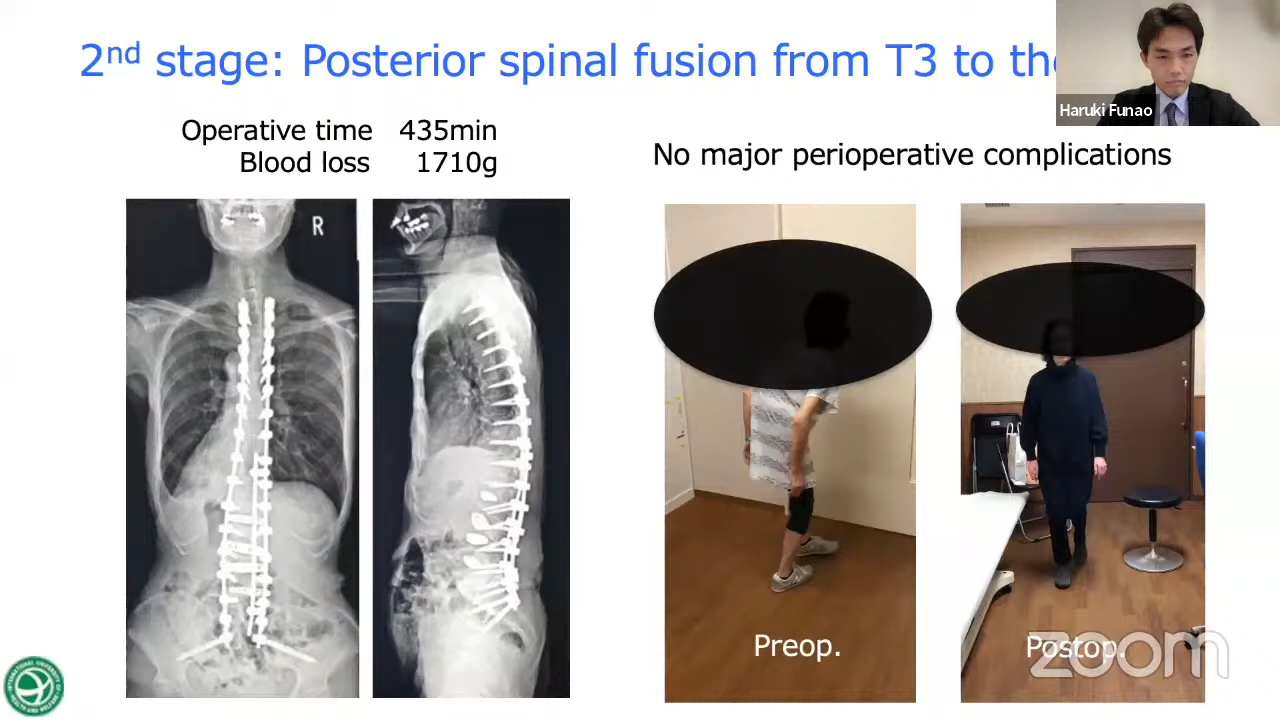 2nd stage: Posterior spinal fusion from T3 to the
Haruki Funao
Operative time 435min
Blood loss 1710g
No major perioperative complications
R
Preop.
Postop.
zoom